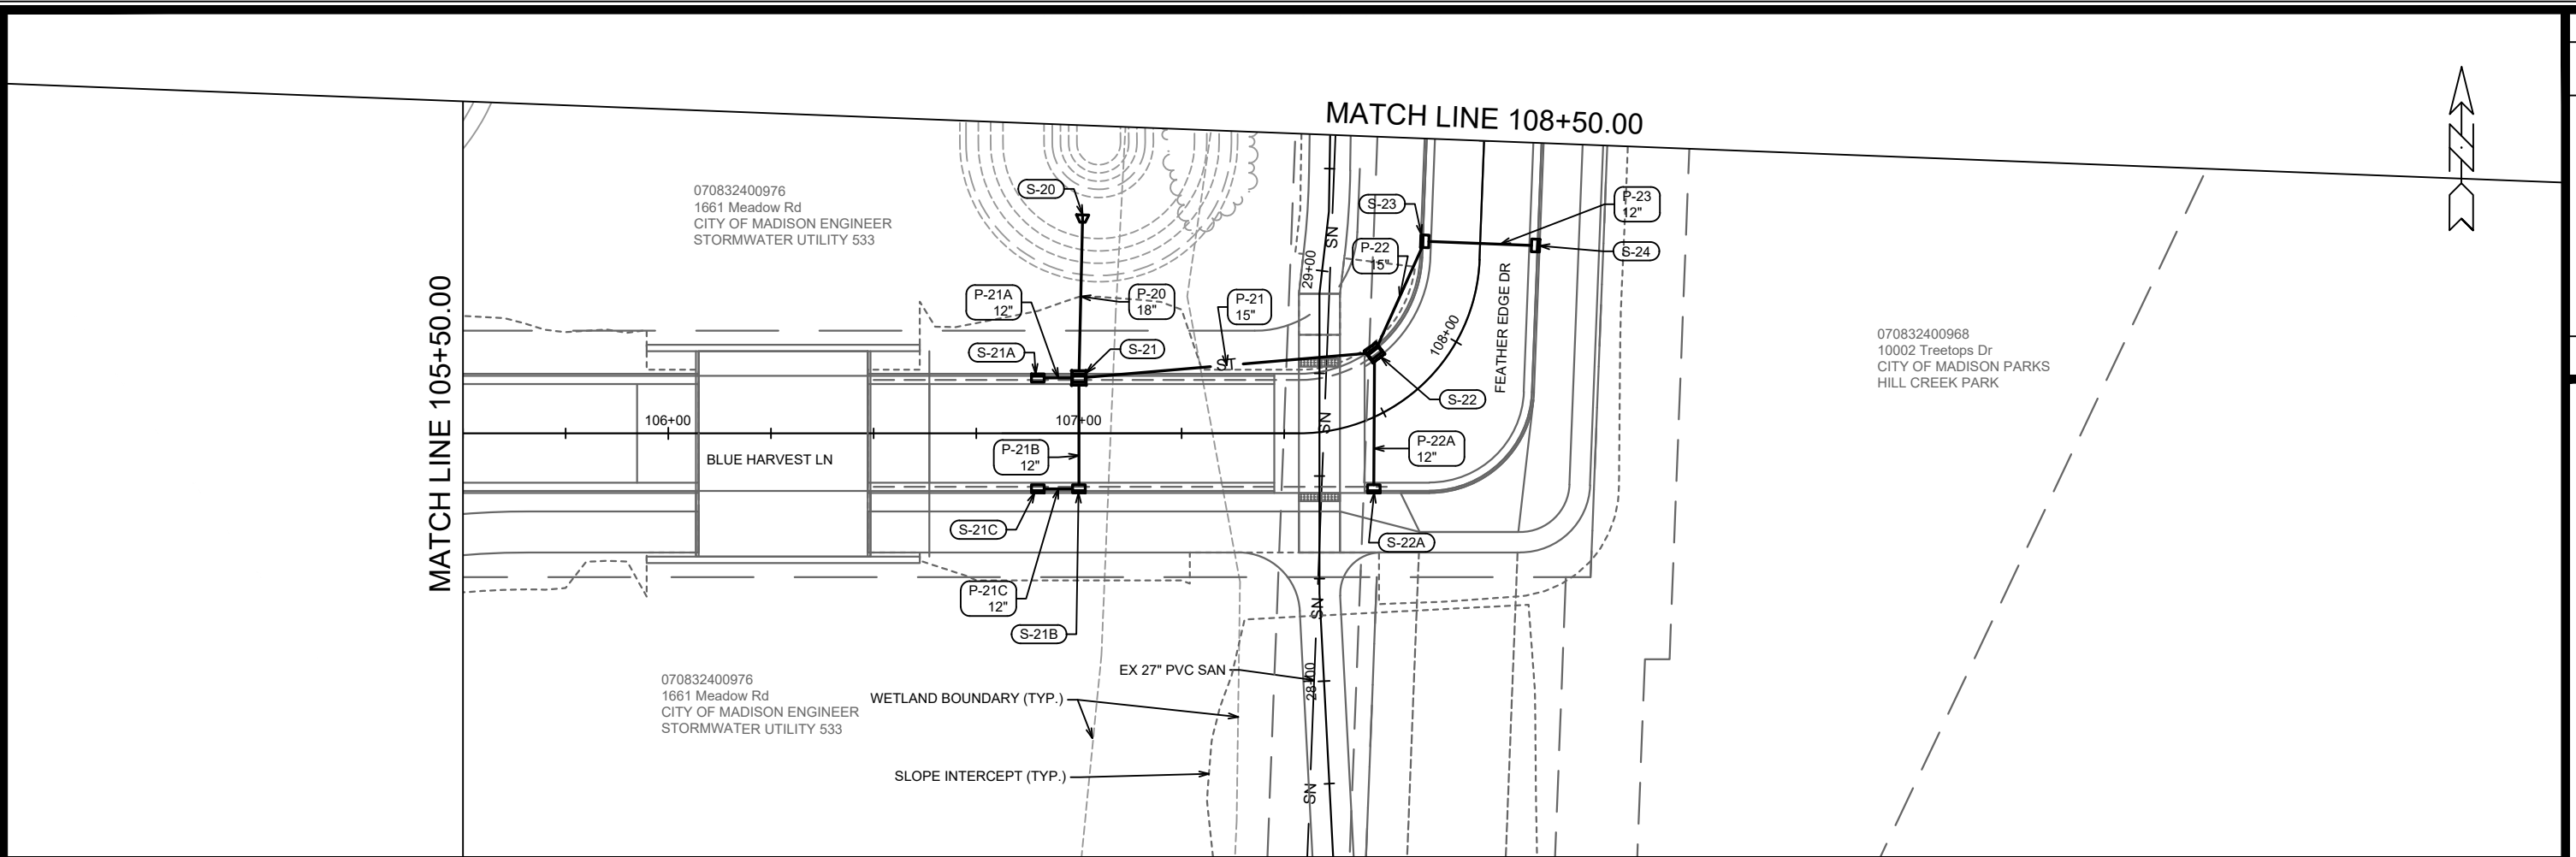 MATCH LINE 108+50.00
N
070832400976
1661 Meadow Rd
CITY OF MADISON ENGINEER
STORMWATER UTILITY 533
S-20
S-23
P-23
12"
SN
P-22
15"
S-24
29+00
P-21A
12"
P-20
18"
P-21
15"
FEATHER EDGE DR
108+00
S-21A
S-21
ST
070832400968
10002 Treetops Dr
CITY OF MADISON PARKS
HILL CREEK PARK
MATCH LINE 105+50.00
S-22
106+00
107+00
SN
BLUE HARVEST LN
P-21B
12"
P-22A
12"
S-21C
S-22A
P-21C
12"
SN
S-21B
EX 27" PVC SAN
28+00
070832400976
1661 Meadow Rd
CITY OF MADISON ENGINEER
STORMWATER UTILITY 533
WETLAND BOUNDARY (TYP.)
SLOPE INTERCEPT (TYP.)
SN